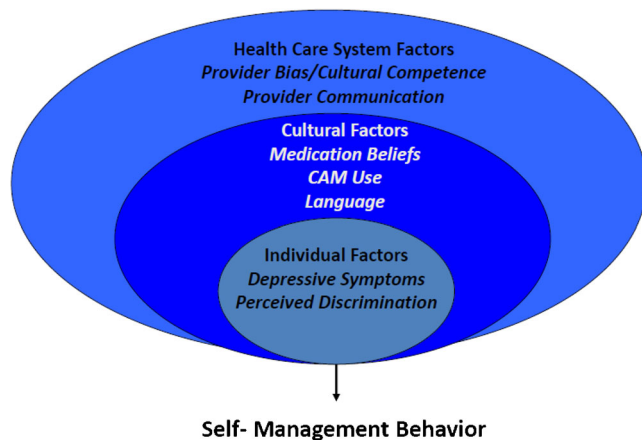 Health Care System Factors
Provider Bias/Cultural Competence
Provider Communication
Cultural Factors
Medication Beliefs
CAM Use
Language
Individual Factors
Depressive Symptoms
Perceived Discrimination
Self- Management Behavior